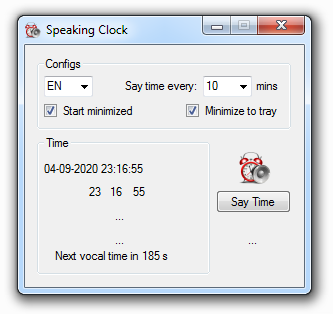 Speaking Clock
Configs
EN Say time every: 10 mins
Start minimized Minimize to tray
Time
04-09-2020 23:16:55
23 16 55
...
Say Time
... ...
Next vocal time in 185 s